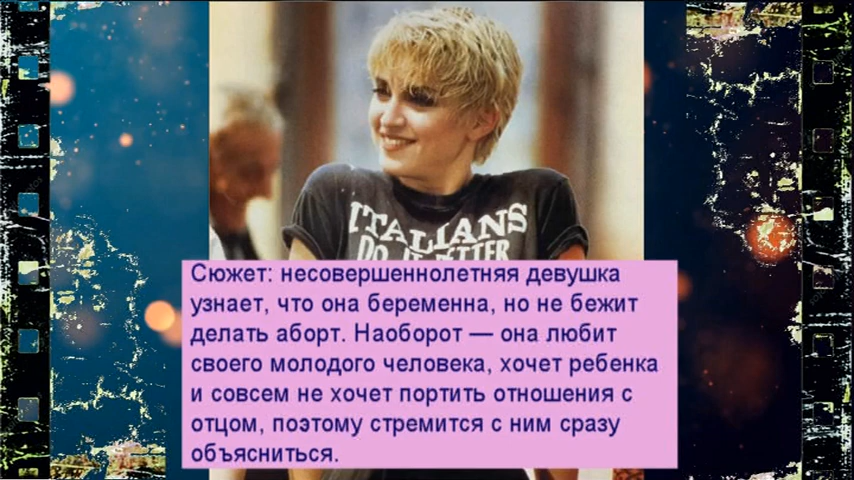 ITALIANS
DO IT BETTER
Сюжет: несовершеннолетняя девушка
узнает, что она беременна, но не бежит
делать аборт. Наоборот — она любит
своего молодого человека, хочет ребенка
и совсем не хочет портить отношения с
отцом, поэтому стремится с ним сразу
объясниться.